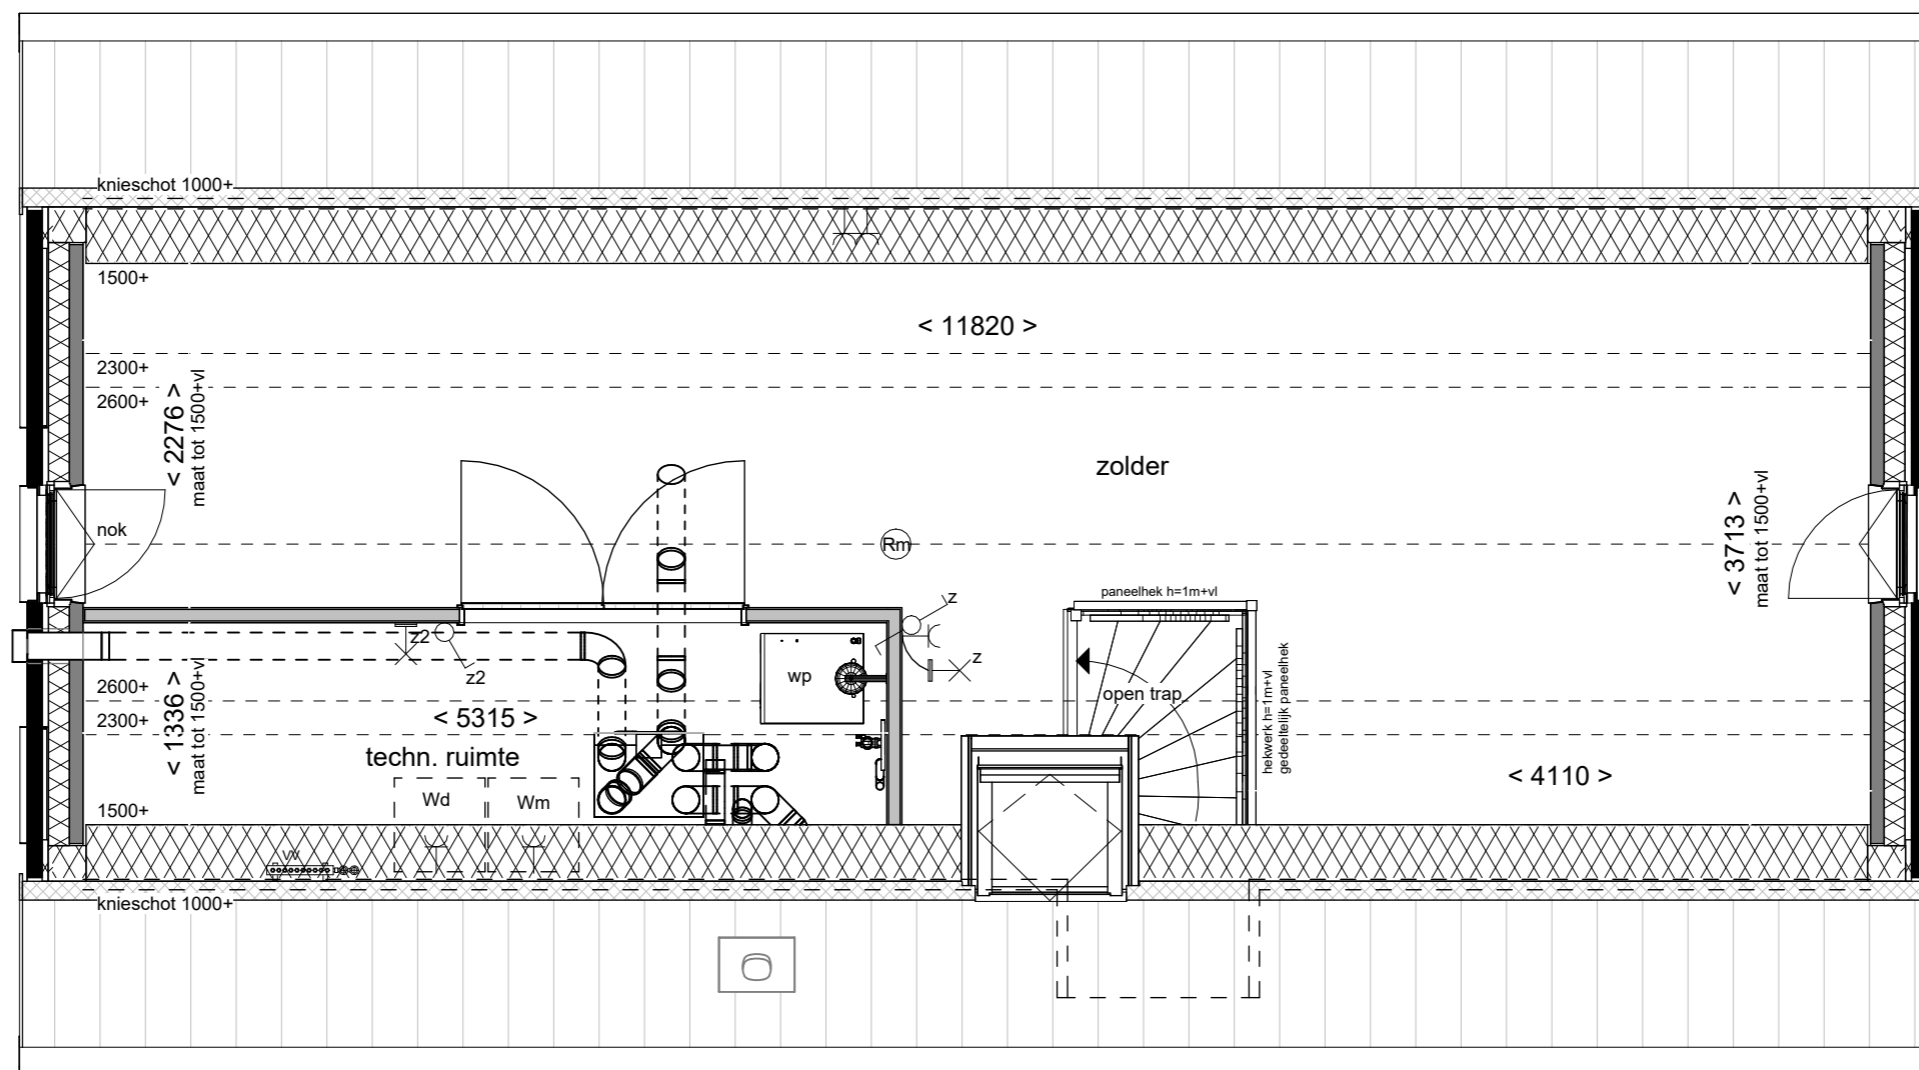 knieschot 1000+
1500+
< 11820 >
2300+
2600+
< 2276 >
maat tot 1500+vl
zolder
nok
Rm
< 3713 >
maat tot 1500+vl
paneelhek h=1m+vl
z
z2
z2
z
wp
open trap
hekwerk h=1m+vl
gedeeltelijk paneelhek
2600+
2300+
< 1336 >
maat tot 1500+vl
< 5315 >
techn. ruimte
< 4110 >
Wd
Wm
1500+
VV
knieschot 1000+